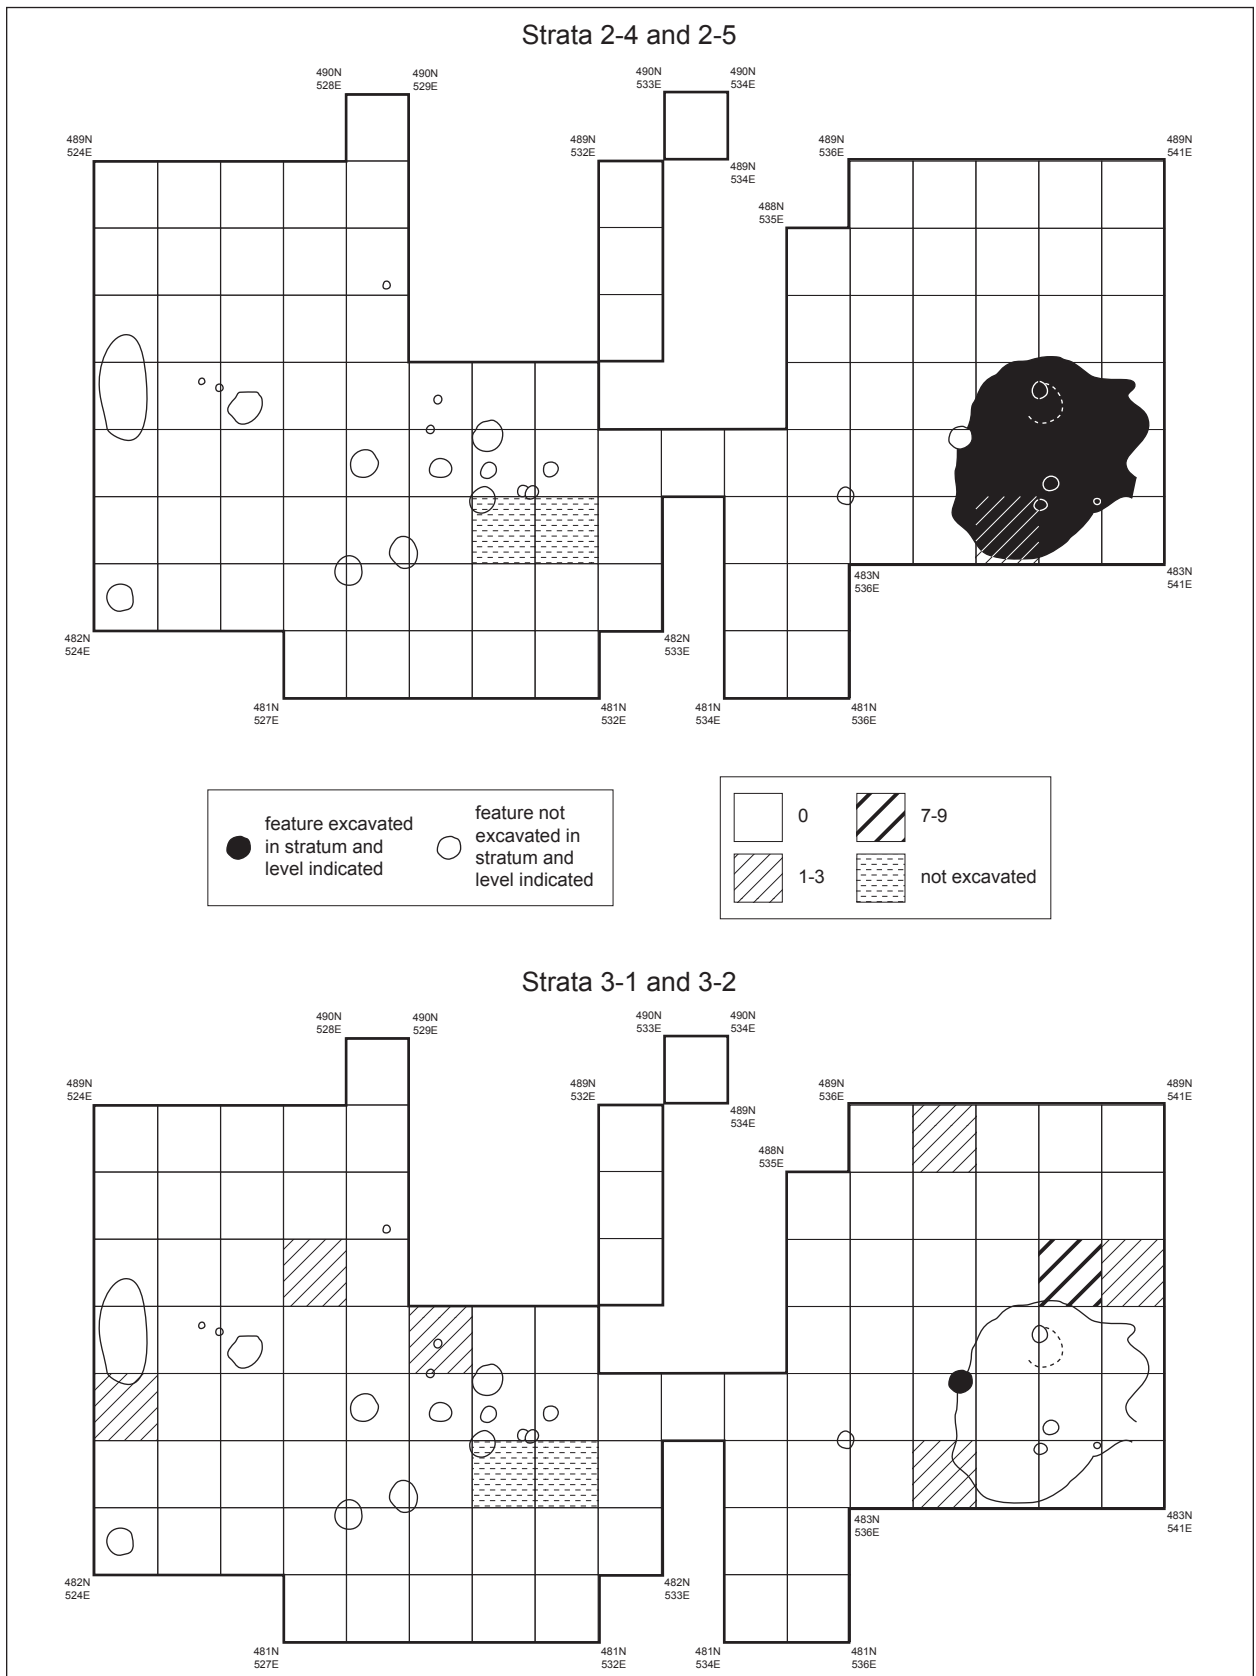 Strata 2-4 and 2-5
490N
528E
490N
529E
490N
533E
490N
534E
489N
524E
489N
532E
489N
534E
489N
536E
489N
541E
488N
535E
483N
536E
483N
541E
482N
524E
482N
533E
481N
527E
481N
532E
481N
534E
481N
536E
feature excavated
in stratum and
level indicated
feature not
excavated in
stratum and
level indicated
0
7-9
1-3
not excavated
Strata 3-1 and 3-2
490N
528E
490N
529E
490N
533E
490N
534E
489N
524E
489N
532E
489N
534E
489N
536E
489N
541E
488N
535E
483N
536E
483N
541E
482N
524E
482N
533E
481N
527E
481N
532E
481N
534E
481N
536E